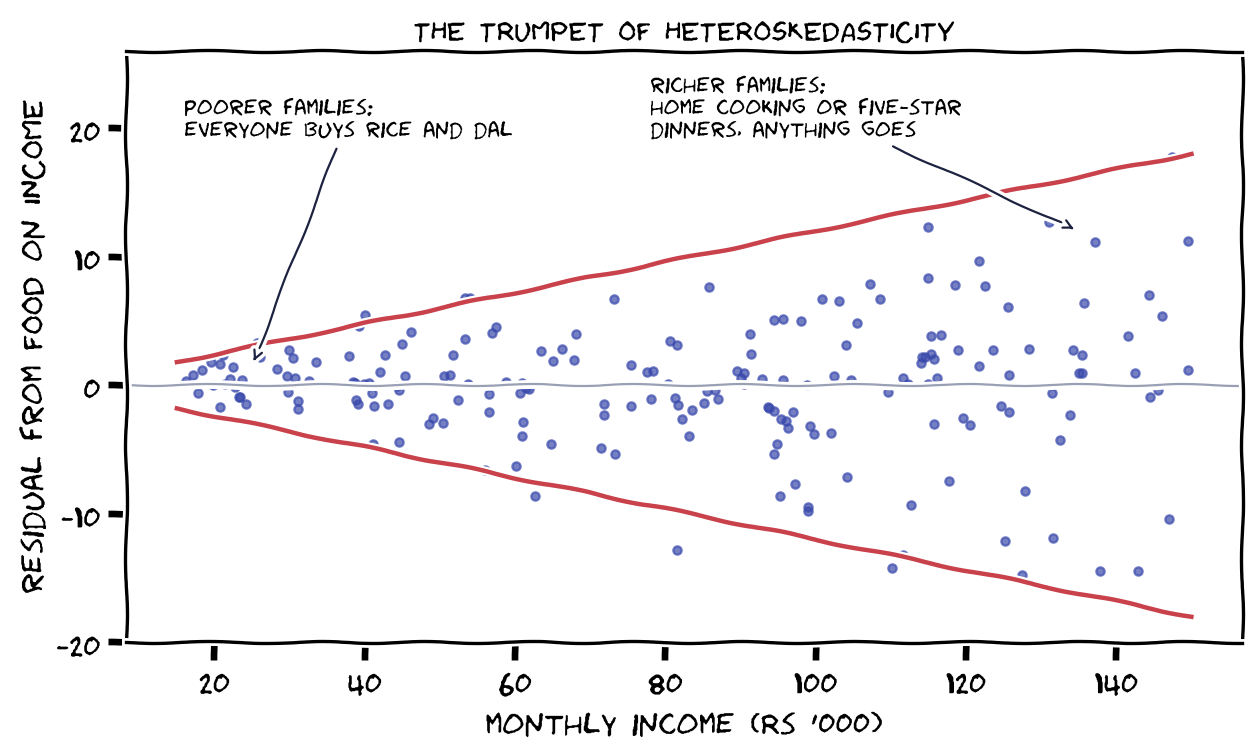 THE TRUMPET OF HETEROSKEDASTICITY
POORER FAMILIES:
EVERYONE BUYS RICE AND DAL
RICHER FAMILIES:
HOME COOKING OR FIVE-STAR
DINNERS. ANYTHING GOES
RESIDUAL FROM FOOD ON INCOME
20
10
0
-10
-20
20 40 60 80 100 120 140
MONTHLY INCOME (RS '000)